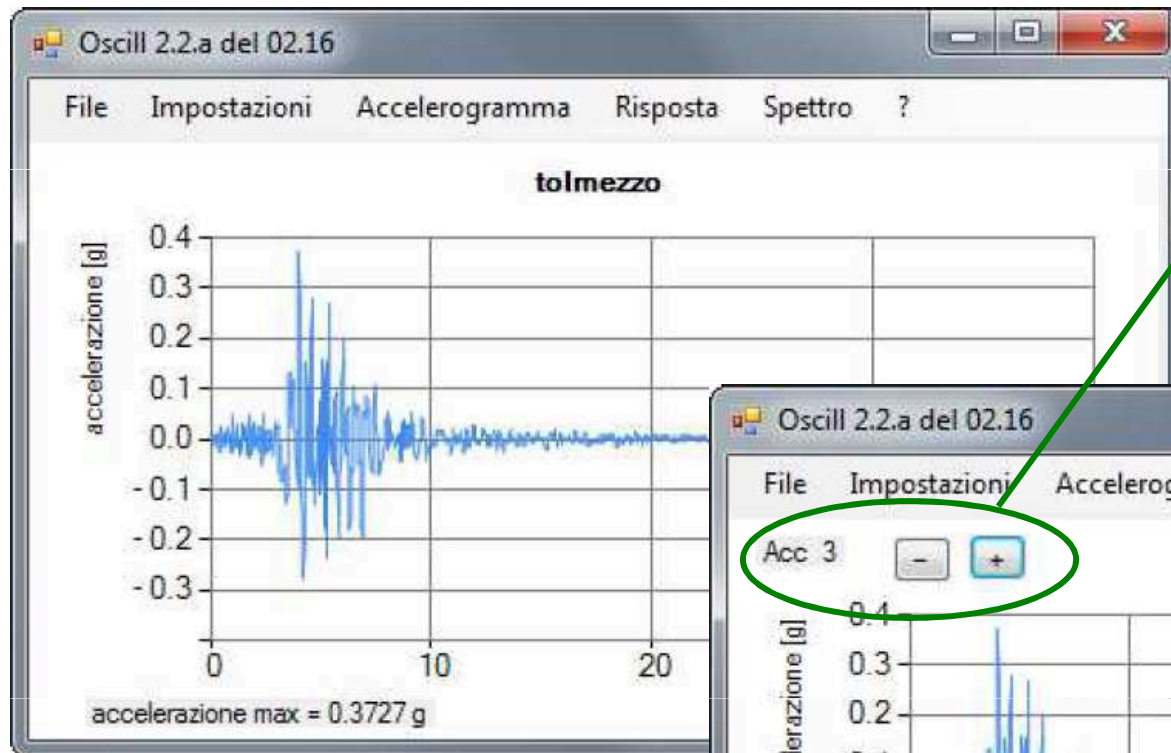 Oscill 2.2.a del 02.16
File Impostazioni Accelerogramma Risposta Spettro ?
tolmezzo
accelerazione [g]
0.4
0.3
0.2
0.1
0.0
-0.1
-0.2
-0.3
0 10 20
accelerazione max = 0.3727 g
Oscill 2.2.a del 02.16
File Impostazioni
Acc 3 - +
0.4
0.3
0.2